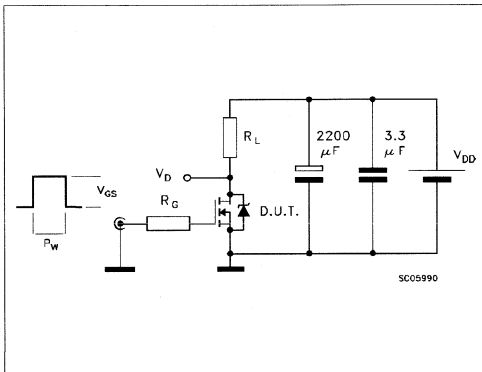 R_L
2200
μF
3.3
μF
V_DD
V_D
V_GS
R_G
D.U.T.
P_W
SC05990